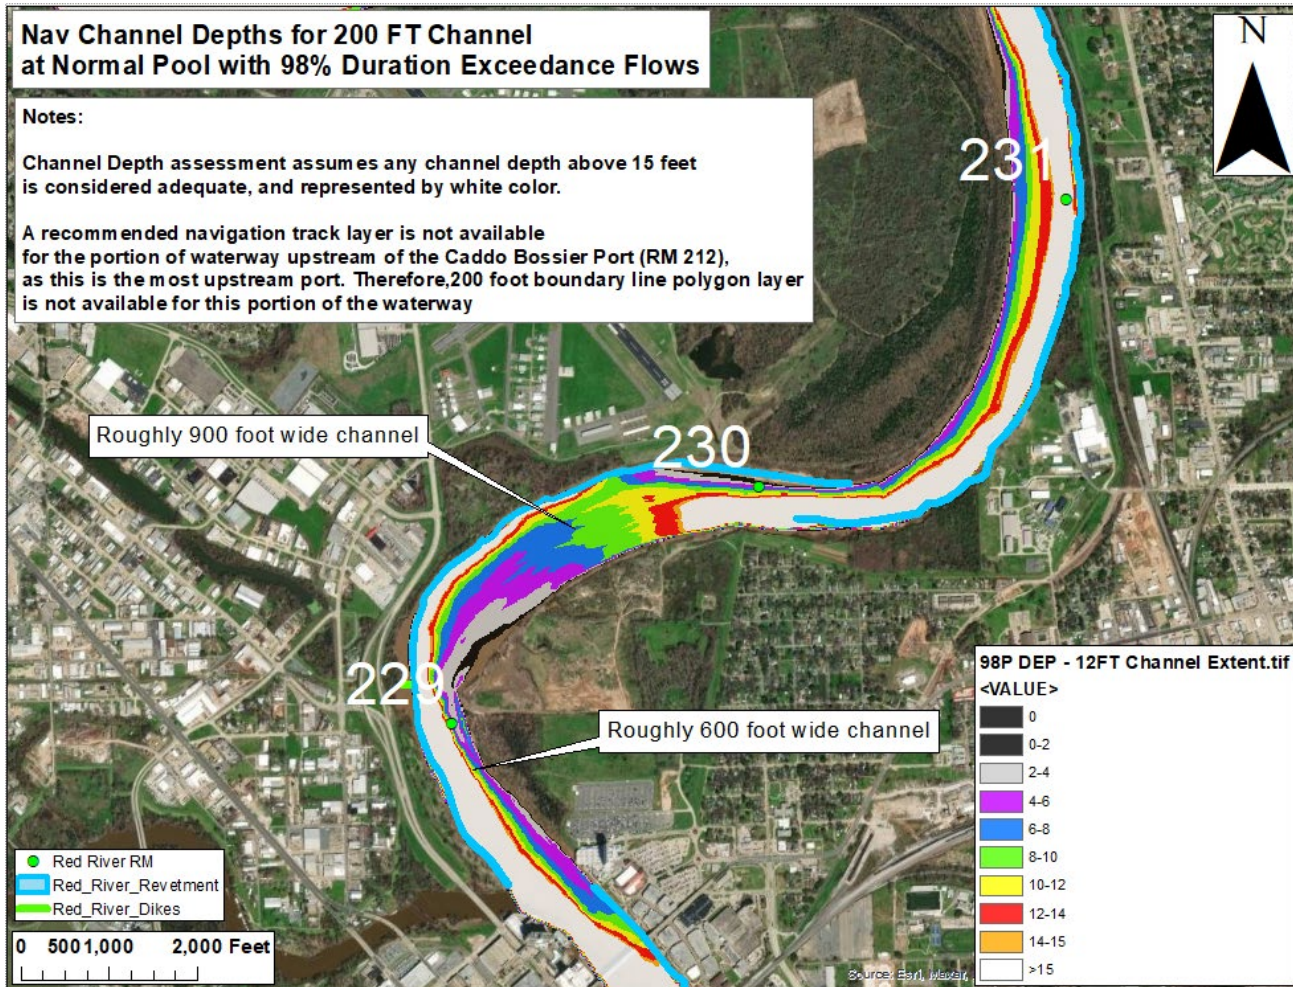 Nav Channel Depths for 200 FT Channel
at Normal Pool with 98% Duration Exceedance Flows
N
Notes:
Channel Depth assessment assumes any channel depth above 15 feet
is considered adequate, and represented by white color.
A recommended navigation track layer is not available
for the portion of waterway upstream of the Caddo Bossier Port (RM 212),
as this is the most upstream port. Therefore,200 foot boundary line polygon layer
is not available for this portion of the waterway
231
Roughly 900 foot wide channel
230
229
Roughly 600 foot wide channel
98P DEP - 12FT Channel Extent.tif
<VALUE>
0
0-2
2-4
4-6
6-8
8-10
10-12
12-14
14-15
>15
Red River RM
Red_River_Revetment
Red_River_Dikes
0 500 1,000 2,000 Feet
Source: Esri, Maxar,